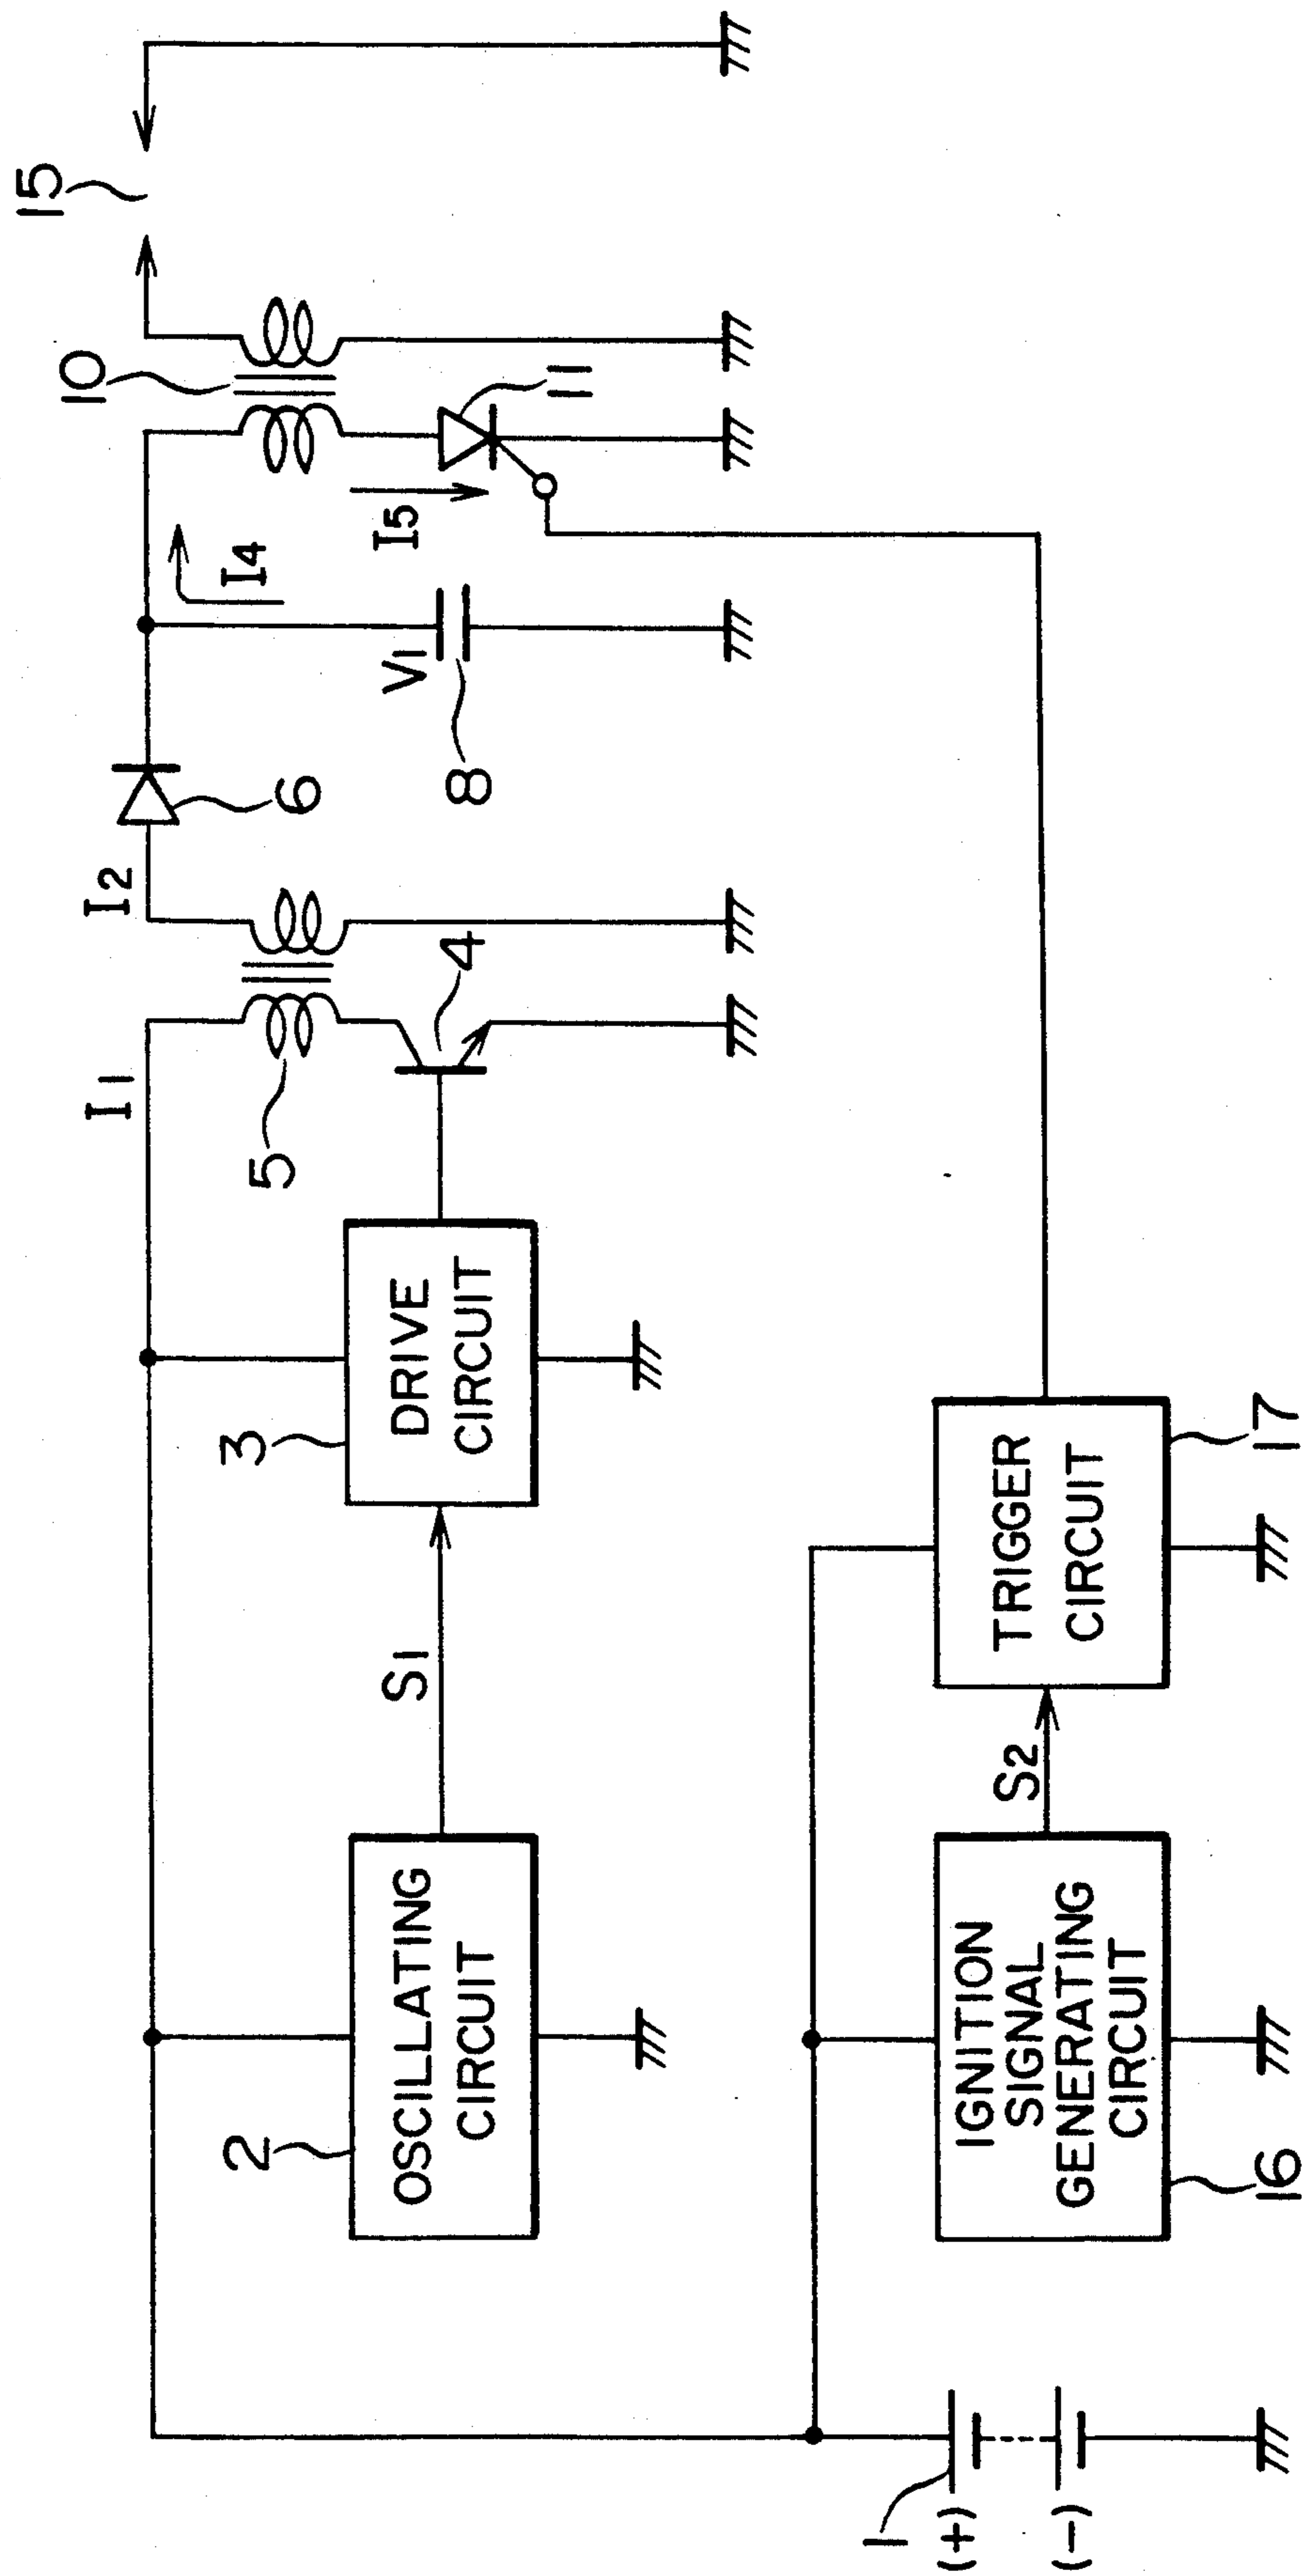 15
10
I4
I5
11
V1
8
6
I2
I1
5
4
3
DRIVE
CIRCUIT
S1
2
OSCILLATING
CIRCUIT
TRIGGER
CIRCUIT
17
S2
IGNITION
SIGNAL
GENERATING
CIRCUIT
16
1
(+)
(-)